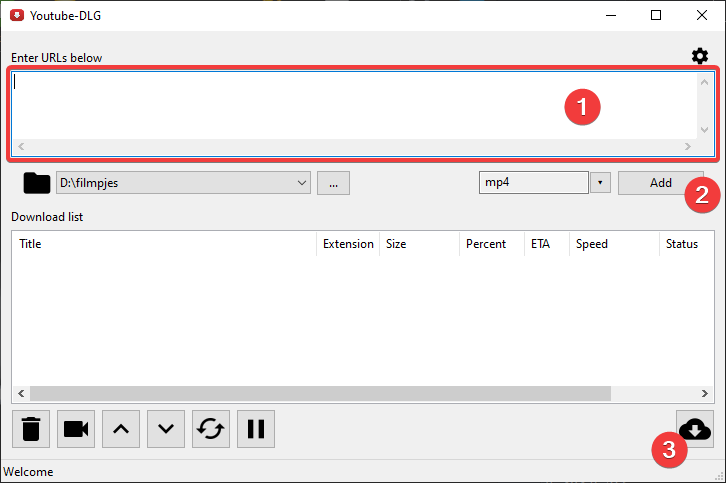 Youtube-DLG
Enter URLs below
1
D:\filmpjes
...
mp4
Add
2
Download list
Title Extension Size Percent ETA Speed Status
3
Welcome